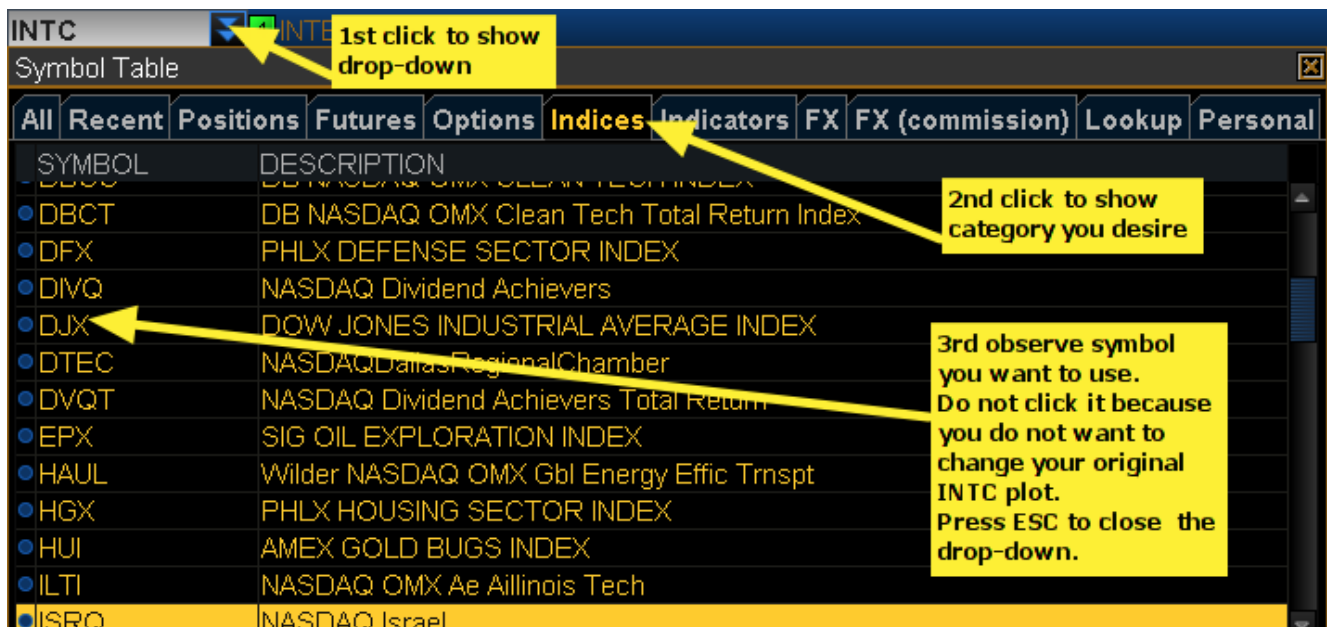 INTC
1st click to show
drop-down
Symbol Table
All Recent Positions Futures Options Indices Indicators FX FX (commission) Lookup Personal
SYMBOL DESCRIPTION
DBCT DB NASDAQ OMX Clean Tech Total Return Index
2nd click to show
category you desire
DFX PHLX DEFENSE SECTOR INDEX
DIVQ NASDAQ Dividend Achievers
DJX DOW JONES INDUSTRIAL AVERAGE INDEX
DTEC NASDAQDallasRegionalChamber
DVQT NASDAQ Dividend Achievers Total Return
EPX SIG OIL EXPLORATION INDEX
HAUL Wilder NASDAQ OMX Gbl Energy Effic Trnspt
HGX PHLX HOUSING SECTOR INDEX
HUI AMEX GOLD BUGS INDEX
ILTI NASDAQ OMX Ae Aillinois Tech
ISRQ NASDAQ Israel
3rd observe symbol
you want to use.
Do not click it because
you do not want to
change your original
INTC plot.
Press ESC to close the
drop-down.